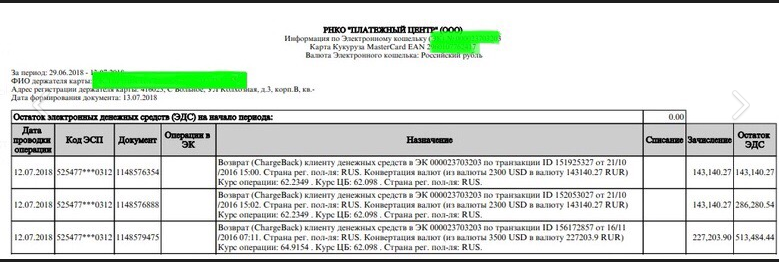 РНКО "ПЛАТЕЖНЫЙ ЦЕНТР" (ООО)
Информация по Электронному кошельку
Карта Кукуруза MasterCard EAN
Валюта Электронного кошелька: Российский рубль
За период: 29.06.2018 -
ФИО держателя карты:
Адрес регистрации держателя карты: 416025, С Вольное, д.3, корп.В, кв.-
Дата формирования документа: 13.07.2018
Остаток электронных денежных средств (ЭДС) на начало периода: 0.00
Дата проводки операции Код ЭСП Документ Операция в ЭК Назначение Списание Зачисление Остаток ЭДС
12.07.2018 525477***0312 1148576354 Возврат (ChargeBack) клиенту денежных средств в ЭК 000023703203 по транзакции ID 151925327 от 21/10 143,140.27 143,140.27
/2016 15:00. Страна рег. пол-ля: RUS. Конвертация валют (из валюты 2300 USD в валюту 143140.27 RUR)
Курс операции: 62.2349 . Курс ЦБ: 62.098 . Страна рег. пол-ля: RUS.
12.07.2018 525477***0312 1148576888 Возврат (ChargeBack) клиенту денежных средств в ЭК 000023703203 по транзакции ID 152053027 от 21/10 143,140.27 286,280.54
/2016 15:02. Страна рег. пол-ля: RUS. Конвертация валют (из валюты 2300 USD в валюту 143140.27 RUR)
Курс операции: 62.2349 . Курс ЦБ: 62.098 . Страна рег. пол-ля: RUS.
12.07.2018 525477***0312 1148579475 Возврат (ChargeBack) клиенту денежных средств в ЭК 000023703203 по транзакции ID 156172857 от 16/11 227,203.90 513,484.44
/2016 07:11. Страна рег. пол-ля: RUS. Конвертация валют (из валюты 3500 USD в валюту 227203.9 RUR)
Курс операции: 64.9154 . Курс ЦБ: 62.098 . Страна рег. пол-ля: RUS.